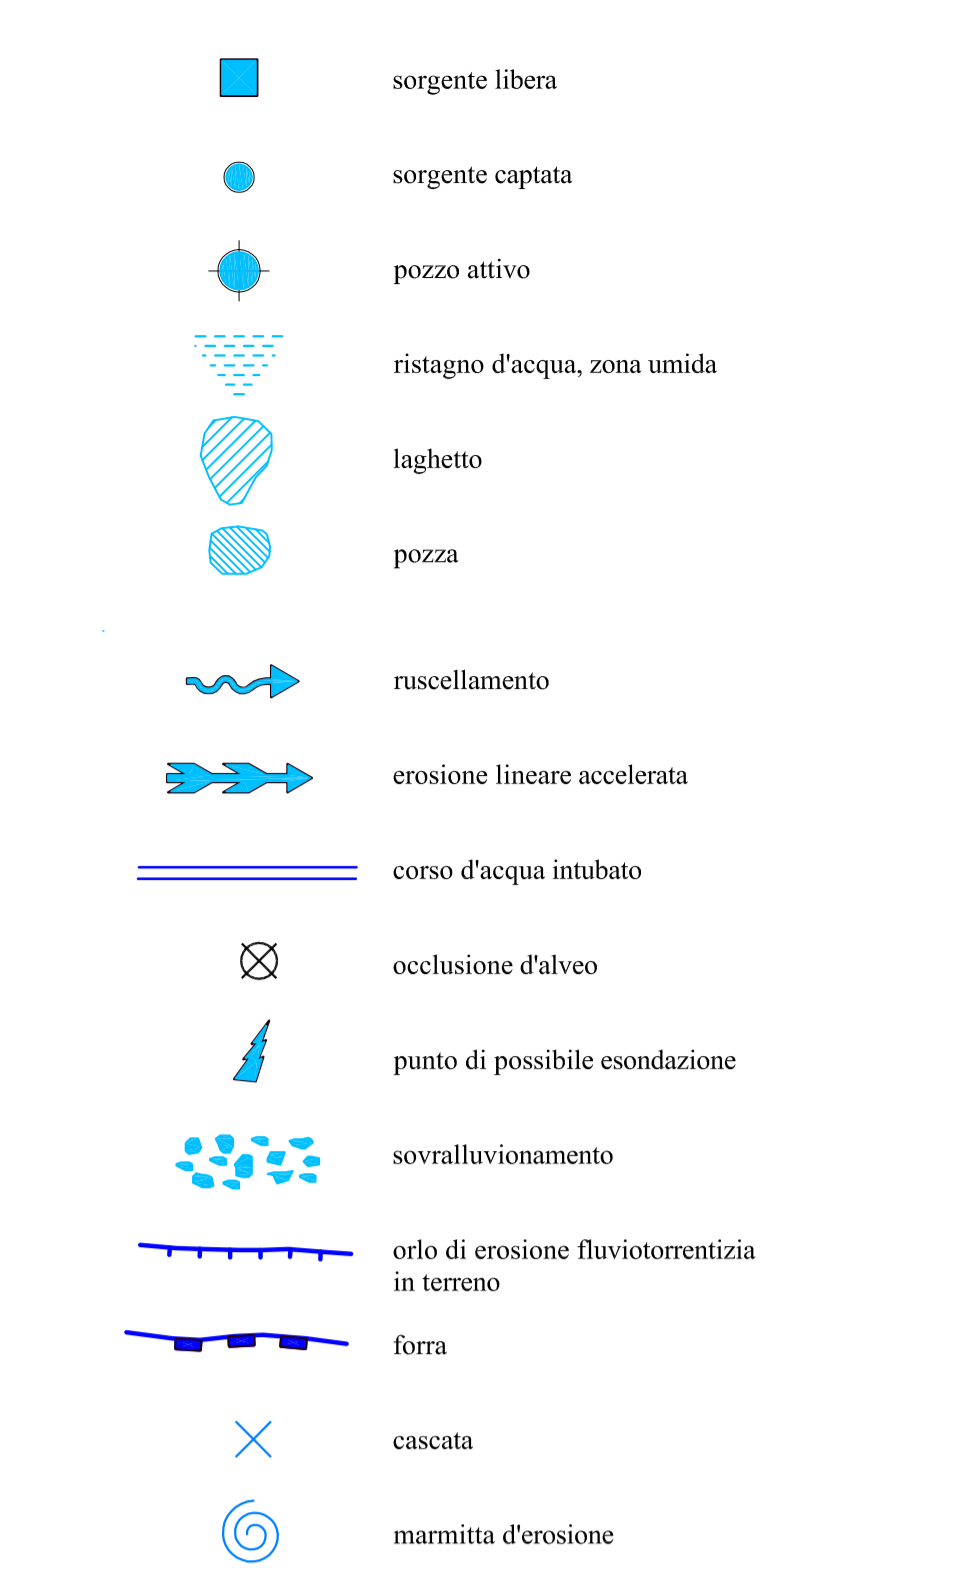 sorgente libera
sorgente captata
pozzo attivo
ristagno d'acqua, zona umida
laghetto
pozza
ruscellamento
erosione lineare accelerata
corso d'acqua intubato
occlusione d'alveo
punto di possibile esondazione
sovralluvionamento
orlo di erosione fluviotorrentizia
in terreno
forra
cascata
marmitta d'erosione